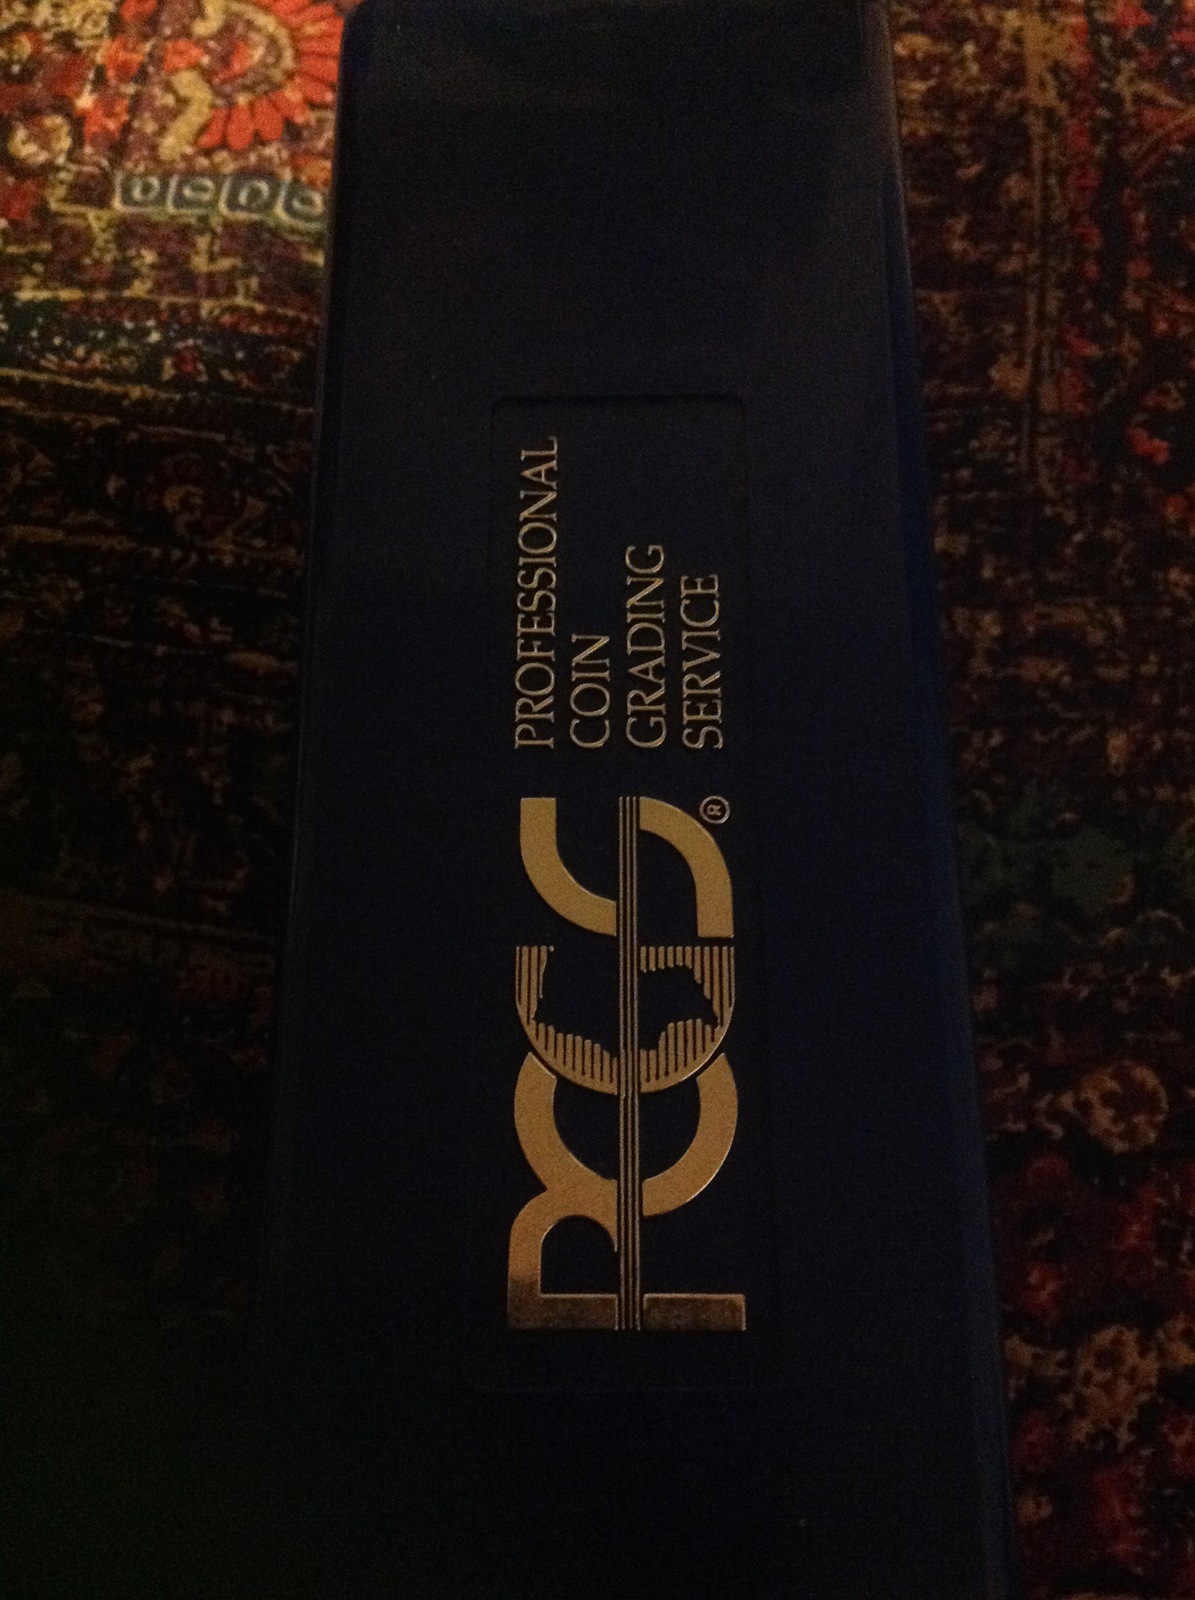 PCGS®
PROFESSIONAL
COIN
GRADING
SERVICE